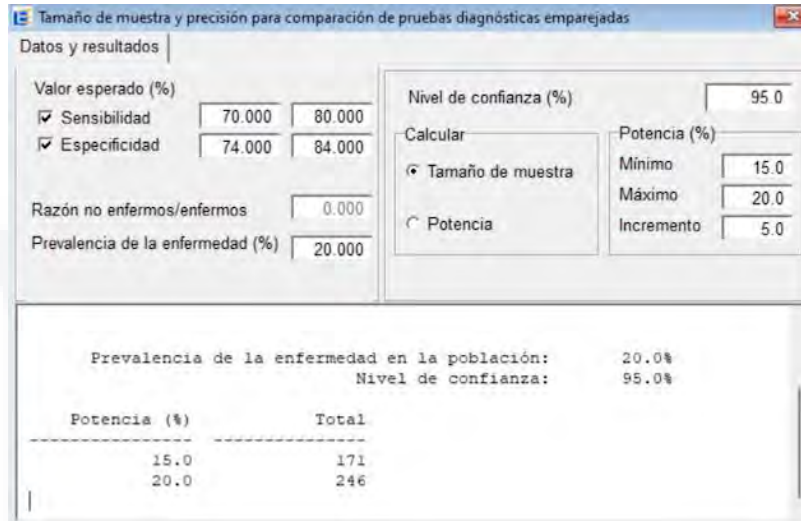 Tamaño de muestra y precisión para comparación de pruebas diagnósticas emparejadas
Datos y resultados
Valor esperado (%)
Sensibilidad 70.000 80.000
Especificidad 74.000 84.000
Razón no enfermos/enfermos 0.000
Prevalencia de la enfermedad (%) 20.000
Nivel de confianza (%) 95.0
Calcular
Tamaño de muestra
Potencia
Potencia (%)
Mínimo 15.0
Máximo 20.0
Incremento 5.0
Prevalencia de la enfermedad en la población: 20.0%
Nivel de confianza: 95.0%
Potencia (%) Total
---------------- ---------------
15.0 171
20.0 246